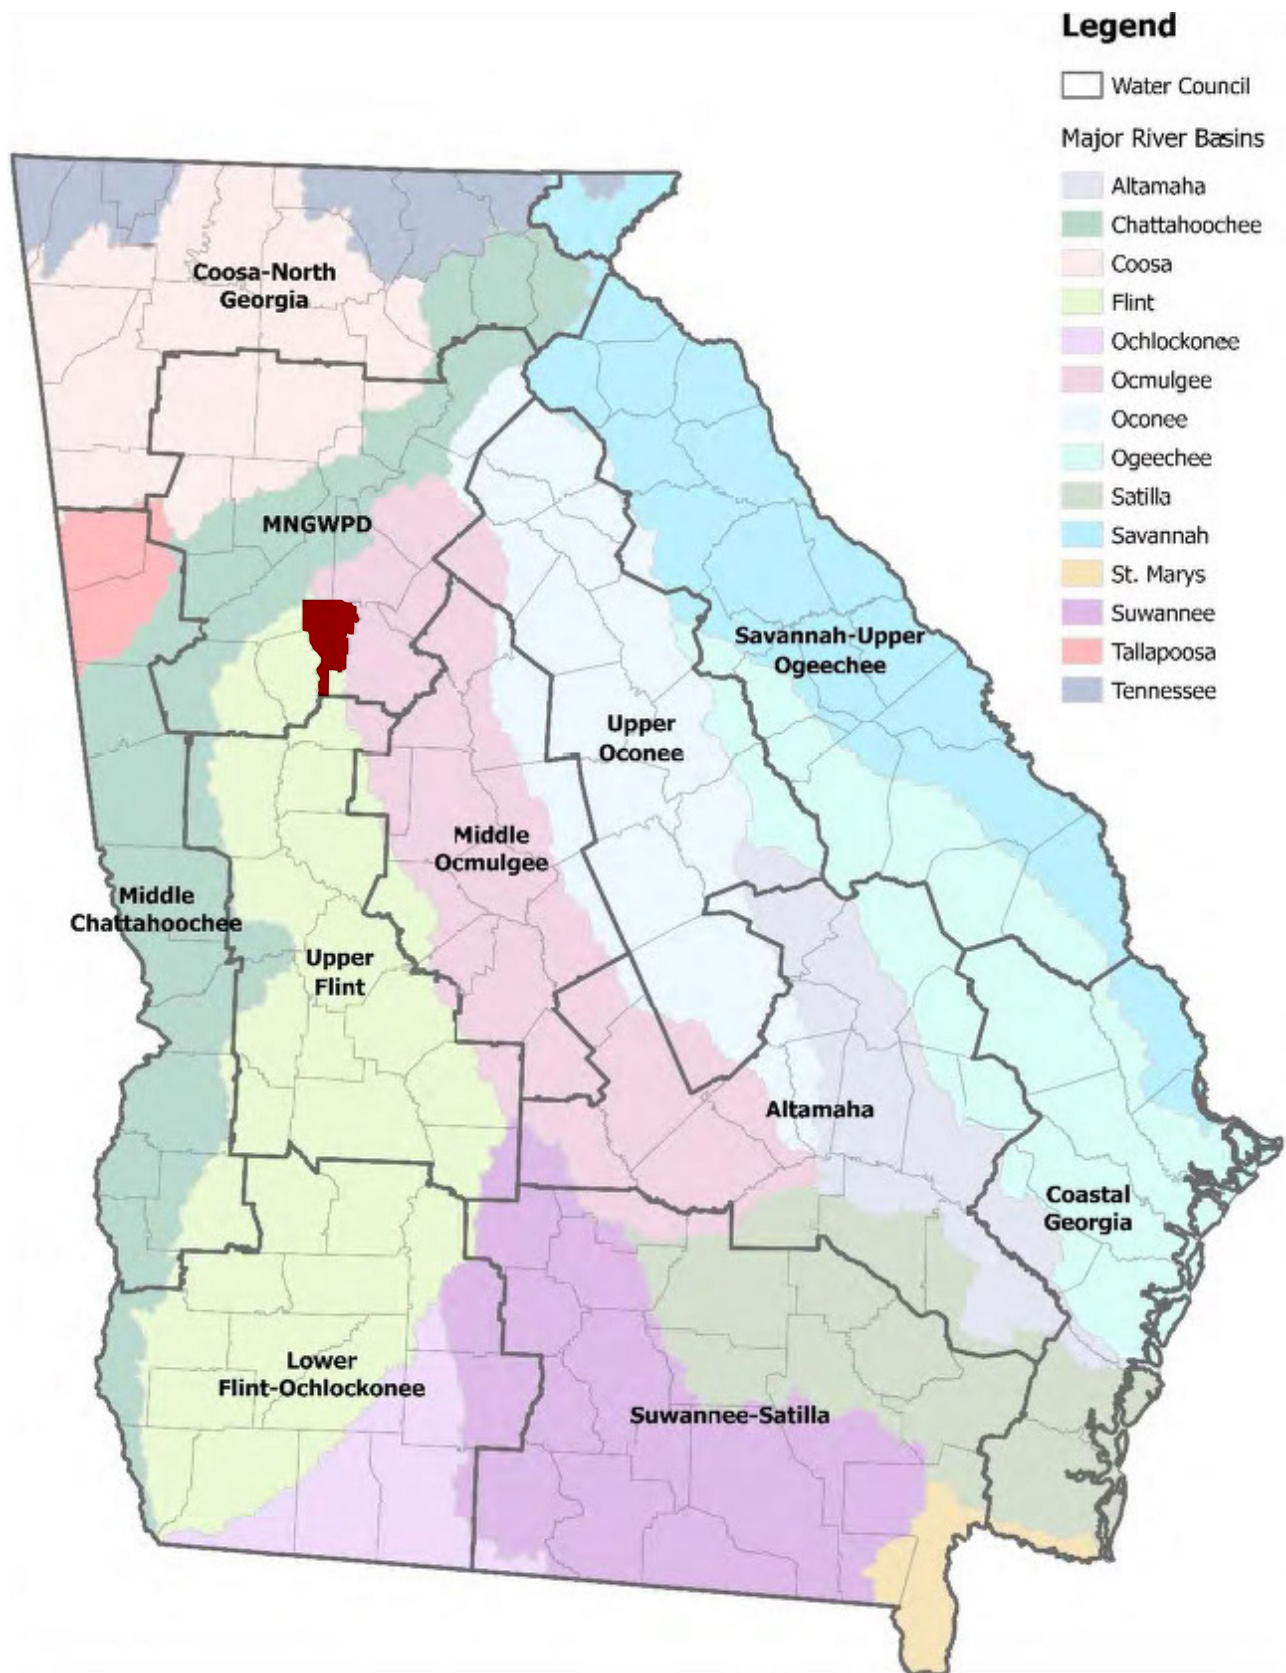 Legend
Water Council
Major River Basins
Altamaha
Chattahoochee
Coosa
Flint
Ochlockonee
Ocmulgee
Oconee
Ogeechee
Satilla
Savannah
St. Marys
Suwannee
Tallapoosa
Tennessee
Coosa-North
Georgia
MNGWPD
Savannah-Upper
Ogeechee
Upper
Oconee
Middle
Ocmulgee
Middle
Chattahoochee
Upper
Flint
Altamaha
Coastal
Georgia
Lower
Flint-Ochlockonee
Suwannee-Satilla